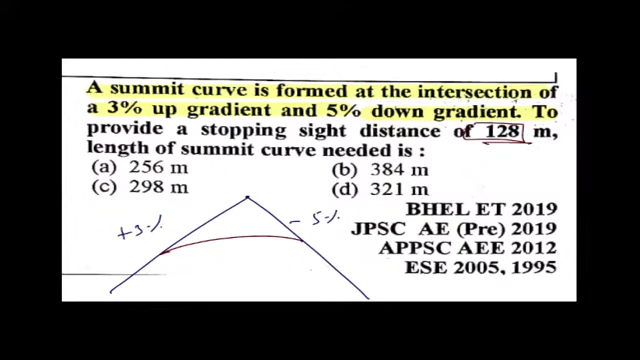 A summit curve is formed at the intersection of
a 3% up gradient and 5% down gradient. To
provide a stopping sight distance of 128 m,
length of summit curve needed is :
(a) 256 m (b) 384 m
(c) 298 m (d) 321 m
BHEL ET 2019
JPSC AE (Pre) 2019
APPSC AEE 2012
ESE 2005, 1995
+3%
- 5%